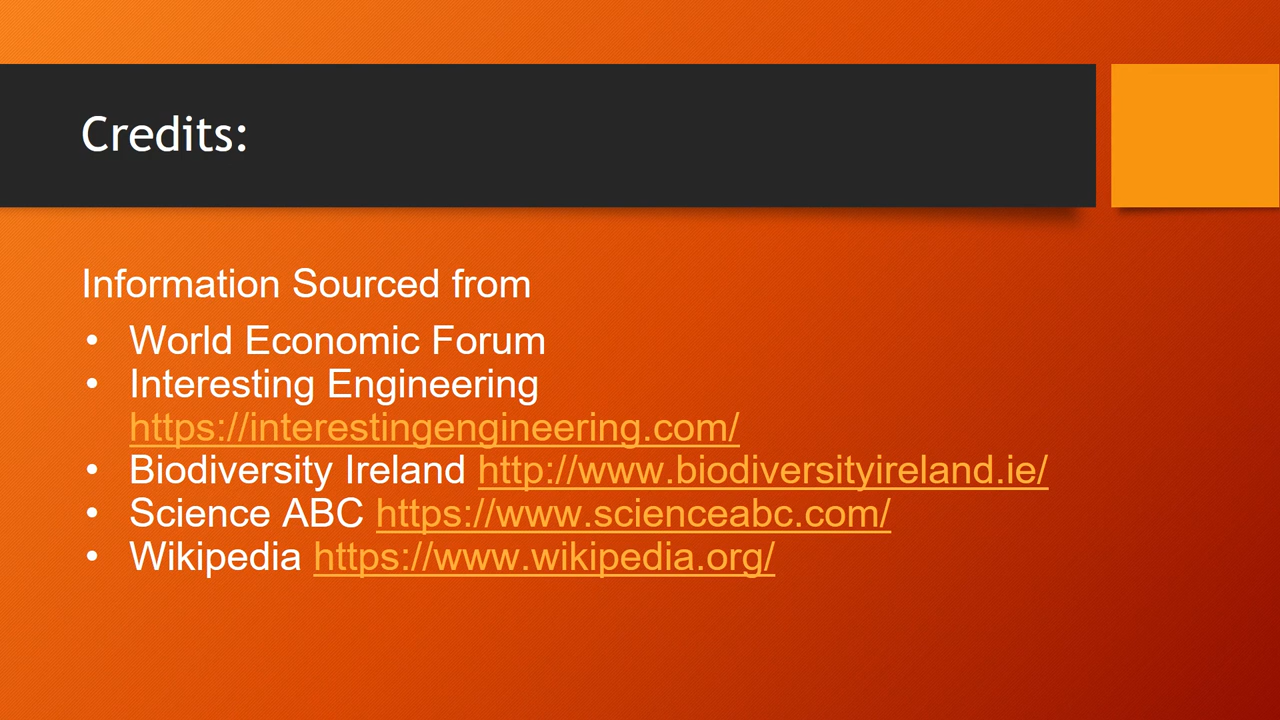 Credits:
Information Sourced from
• World Economic Forum
• Interesting Engineering
https://interestingengineering.com/
• Biodiversity Ireland http://www.biodiversityireland.ie/
• Science ABC https://www.scienceabc.com/
• Wikipedia https://www.wikipedia.org/